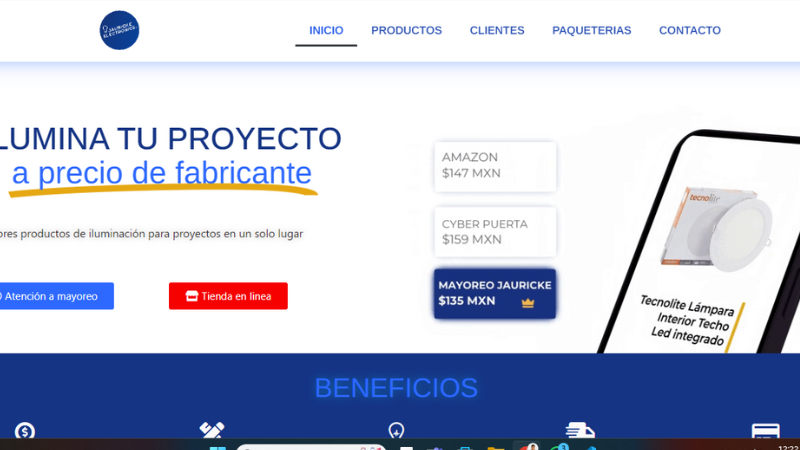 JAURICKE
ELECTRONICS
INICIO
PRODUCTOS
CLIENTES
PAQUETERIAS
CONTACTO
LUMINA TU PROYECTO
a precio de fabricante
ores productos de iluminación para proyectos en un solo lugar
Atención a mayoreo
Tienda en linea
AMAZON
$147 MXN
CYBER PUERTA
$159 MXN
MAYOREO JAURICKE
$135 MXN
tecnolite
Tecnolite Lámpara
Interior Techo
Led integrado
BENEFICIOS